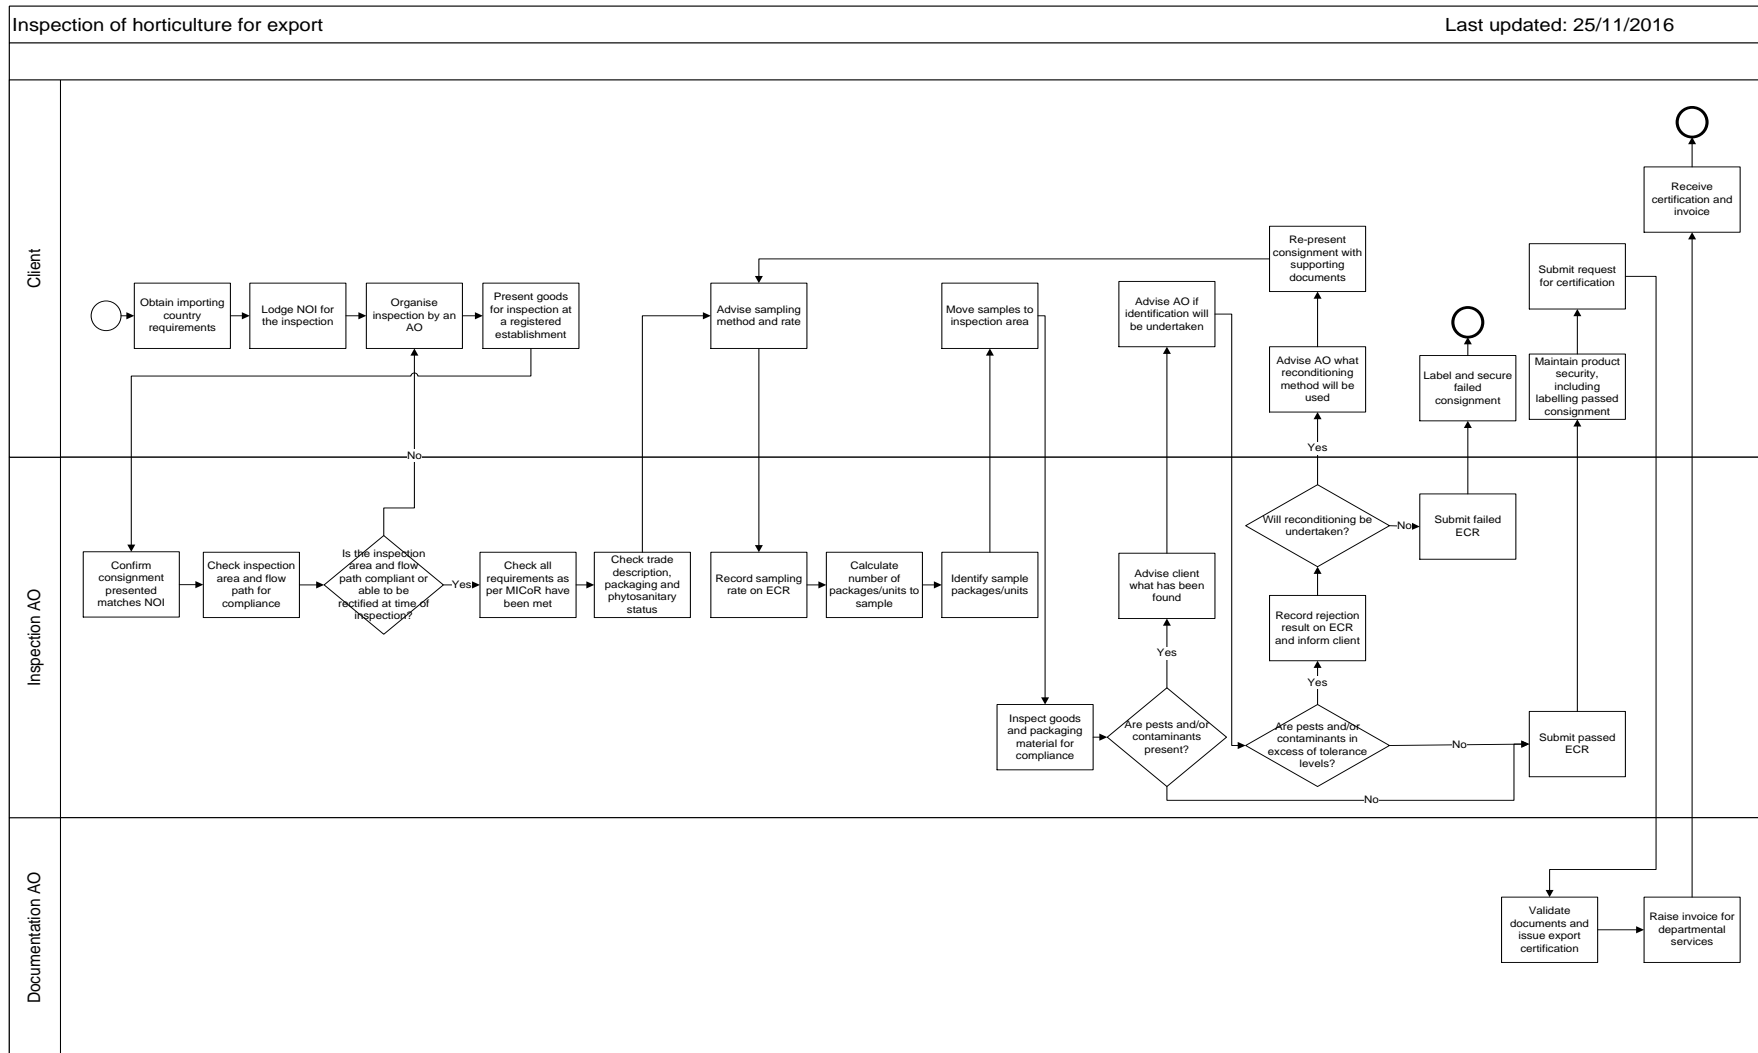 Inspection of horticulture for export
Last updated: 25/11/2016
Client
Obtain importing
country
requirements
Lodge NOI for
the inspection
Organise
inspection by an
AO
Present goods
for inspection at
a registered
establishment
Advise sampling
method and rate
Move samples to
inspection area
Advise AO if
identification will
be undertaken
Re-present
consignment with
supporting
documents
Advise AO what
reconditioning
method will be
used
Yes
Label and secure
failed
consignment
Submit request
for certification
Maintain product
security,
including
labelling passed
consignment
Receive
certification and
invoice
No
Inspection AO
Confirm
consignment
presented
matches NOI
Check inspection
area and flow
path for
compliance
Is the inspection
area and flow
path compliant or
able to be
rectified at time of
inspection?
Yes
Check all
requirements as
per MICoR have
been met
Check trade
description,
packaging and
phytosanitary
status
Record sampling
rate on ECR
Calculate
number of
packages/units to
sample
Identify sample
packages/units
Inspect goods
and packaging
material for
compliance
Are pests and/or
contaminants
present?
Yes
Advise client
what has been
found
No
Are pests and/or
contaminants in
excess of tolerance
levels?
Yes
Record rejection
result on ECR
and inform client
Will reconditioning be
undertaken?
No
Submit failed
ECR
No
Submit passed
ECR
Documentation AO
Validate
documents and
issue export
certification
Raise invoice for
departmental
services